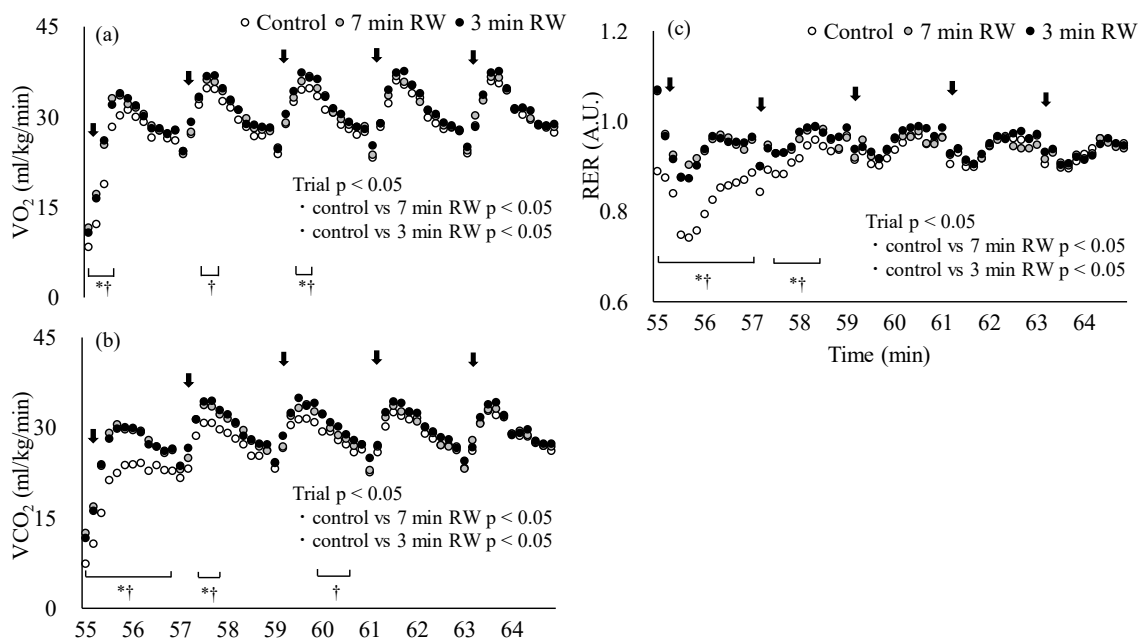 (a)
Control 7 min RW 3 min RW
45
30
15
0
VO2 (ml/kg/min)
Trial p < 0.05
・control vs 7 min RW p < 0.05
・control vs 3 min RW p < 0.05
*†
†
*†
(b)
45
30
15
0
VCO2 (ml/kg/min)
Trial p < 0.05
・control vs 7 min RW p < 0.05
・control vs 3 min RW p < 0.05
*†
*†
†
55 56 57 58 59 60 61 62 63 64
(c)
Control 7 min RW 3 min RW
1.2
1.0
0.8
0.6
RER (A.U.)
Trial p < 0.05
・control vs 7 min RW p < 0.05
・control vs 3 min RW p < 0.05
*†
*†
55 56 57 58 59 60 61 62 63 64
Time (min)